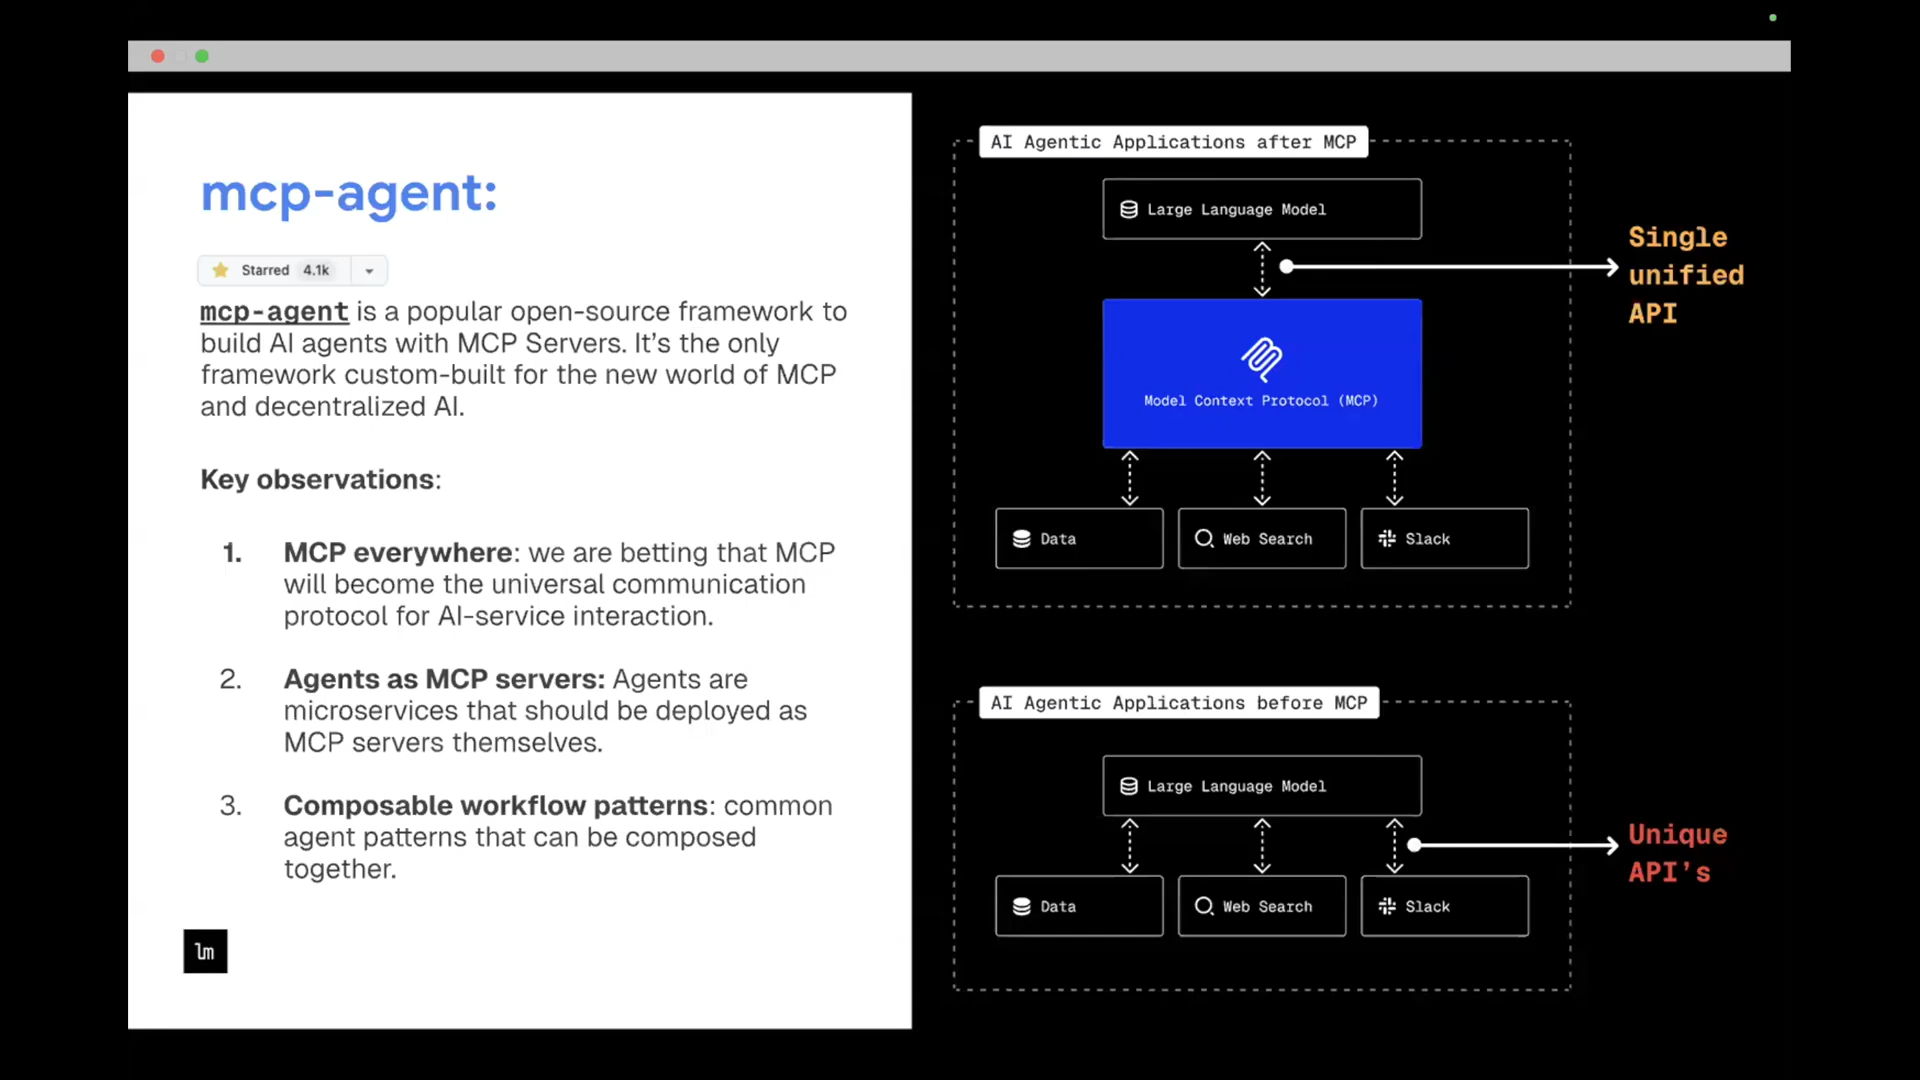 mcp-agent:
Starred 4.1k
mcp-agent is a popular open-source framework to
build AI agents with MCP Servers. It’s the only
framework custom-built for the new world of MCP
and decentralized AI.
Key observations:
1. MCP everywhere: we are betting that MCP
will become the universal communication
protocol for AI-service interaction.
2. Agents as MCP servers: Agents are
microservices that should be deployed as
MCP servers themselves.
3. Composable workflow patterns: common
agent patterns that can be composed
together.
lm
AI Agentic Applications after MCP
Large Language Model
Single
unified
API
Model Context Protocol (MCP)
Data
Web Search
Slack
AI Agentic Applications before MCP
Large Language Model
Unique
API’s
Data
Web Search
Slack